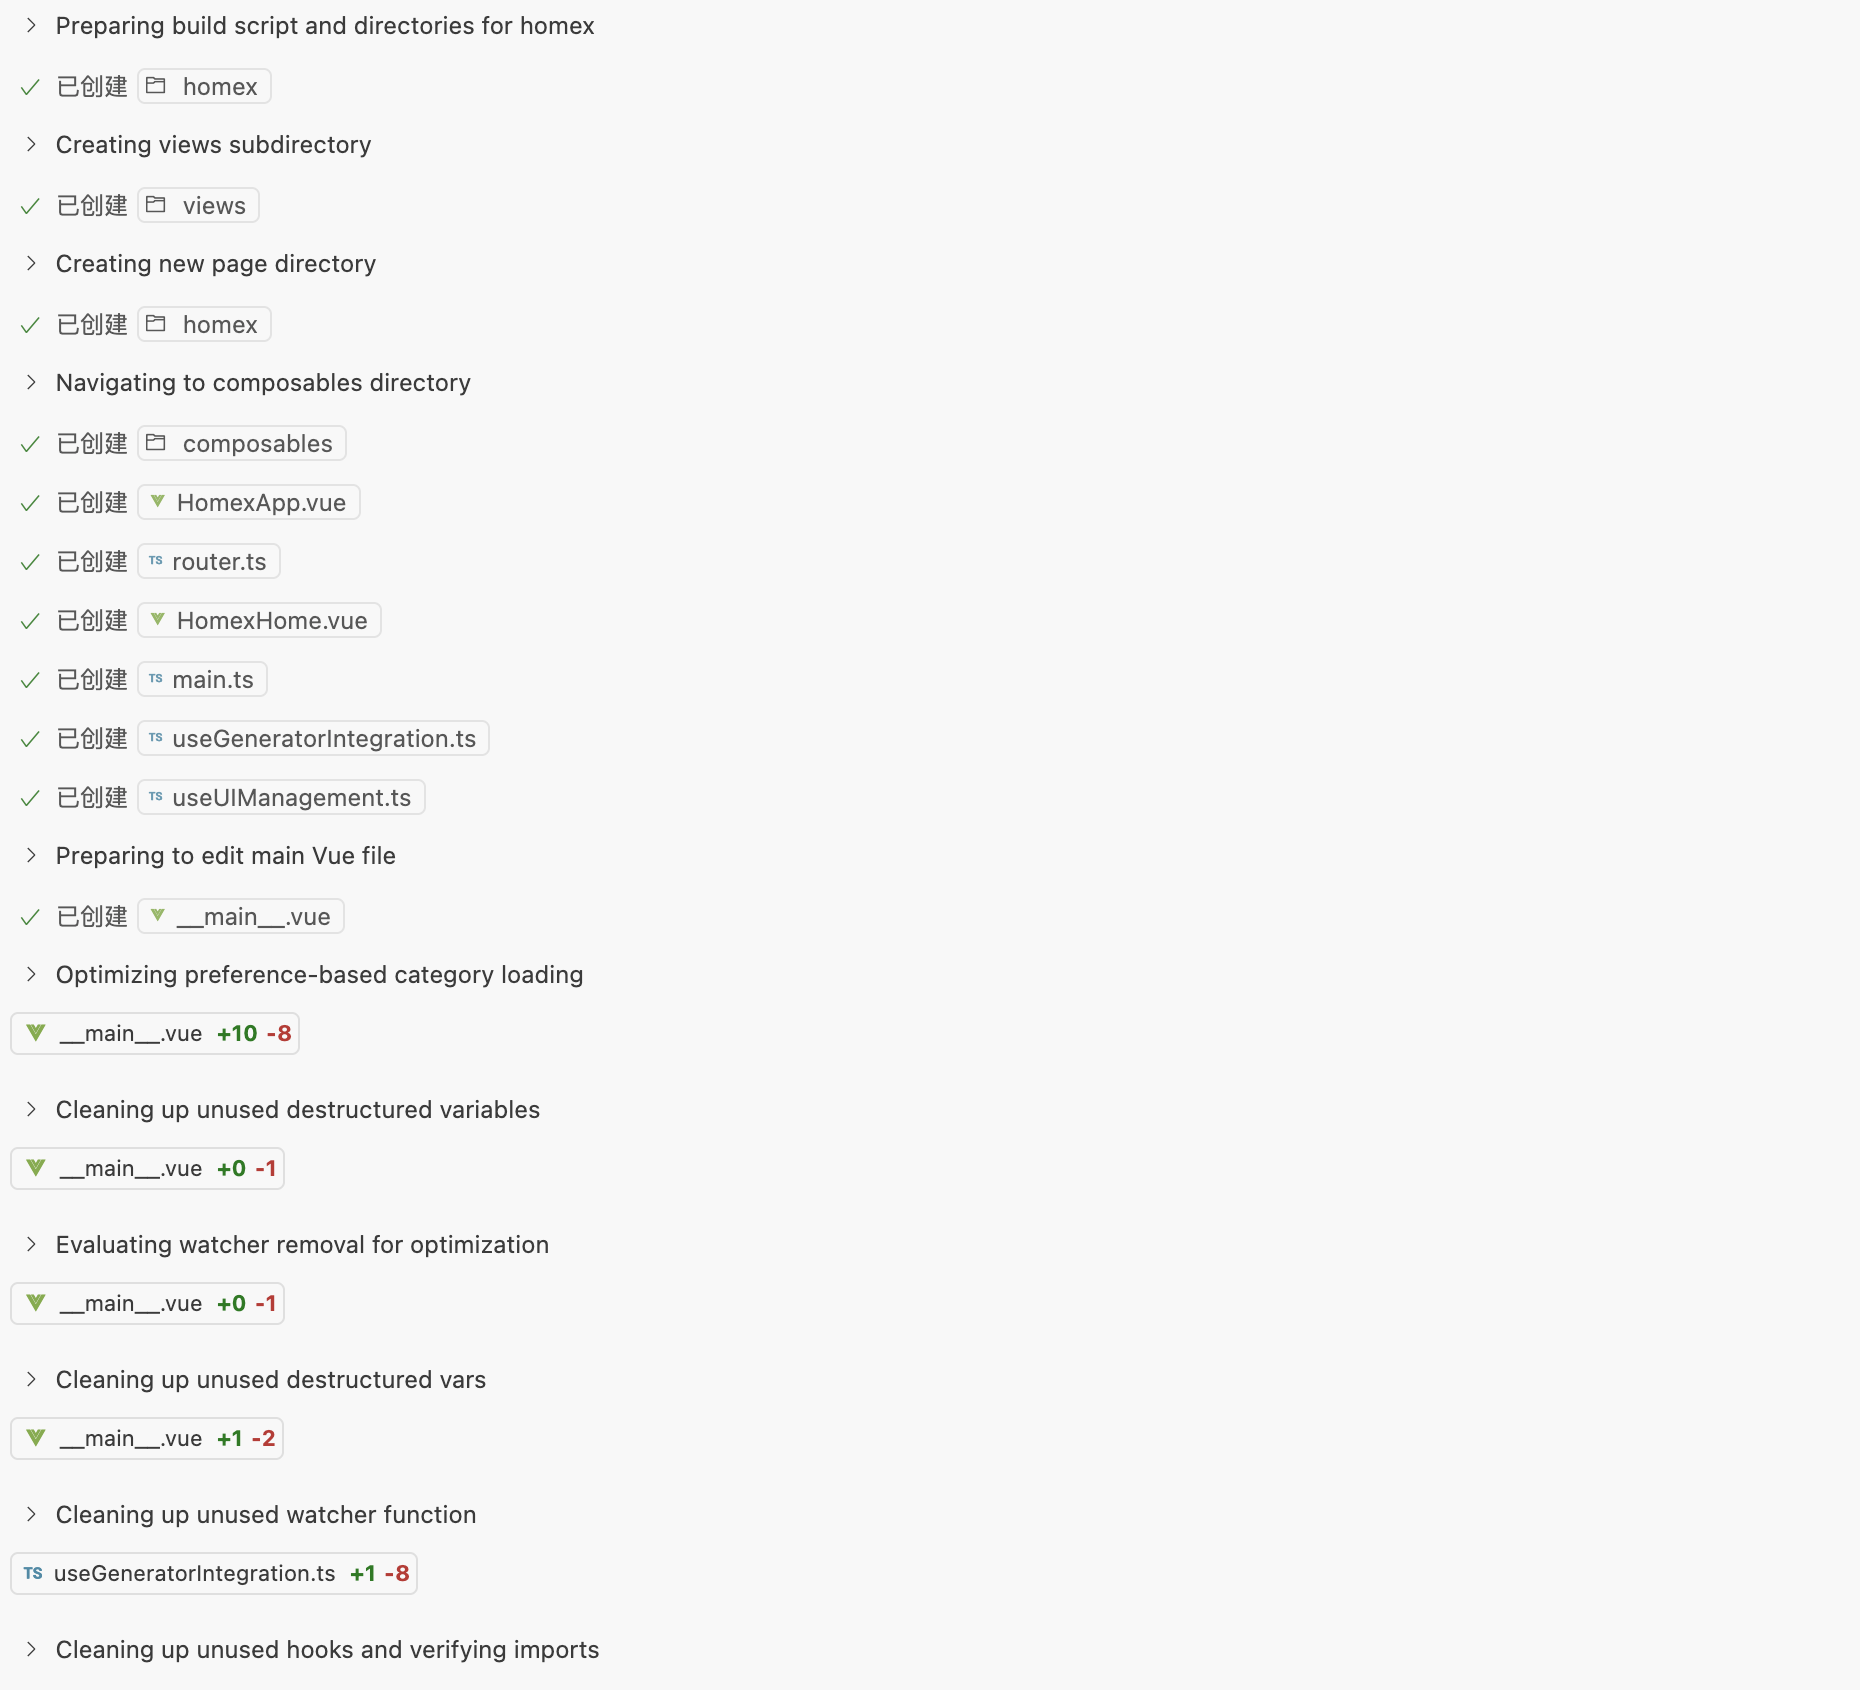 Preparing build script and directories for homex
已创建 homex
Creating views subdirectory
已创建 views
Creating new page directory
已创建 homex
Navigating to composables directory
已创建 composables
已创建 HomexApp.vue
已创建 TS router.ts
已创建 HomexHome.vue
已创建 TS main.ts
已创建 TS useGeneratorIntegration.ts
已创建 TS useUIManagement.ts
Preparing to edit main Vue file
已创建 __main__.vue
Optimizing preference-based category loading
__main__.vue +10 -8
Cleaning up unused destructured variables
__main__.vue +0 -1
Evaluating watcher removal for optimization
__main__.vue +0 -1
Cleaning up unused destructured vars
__main__.vue +1 -2
Cleaning up unused watcher function
TS useGeneratorIntegration.ts +1 -8
Cleaning up unused hooks and verifying imports